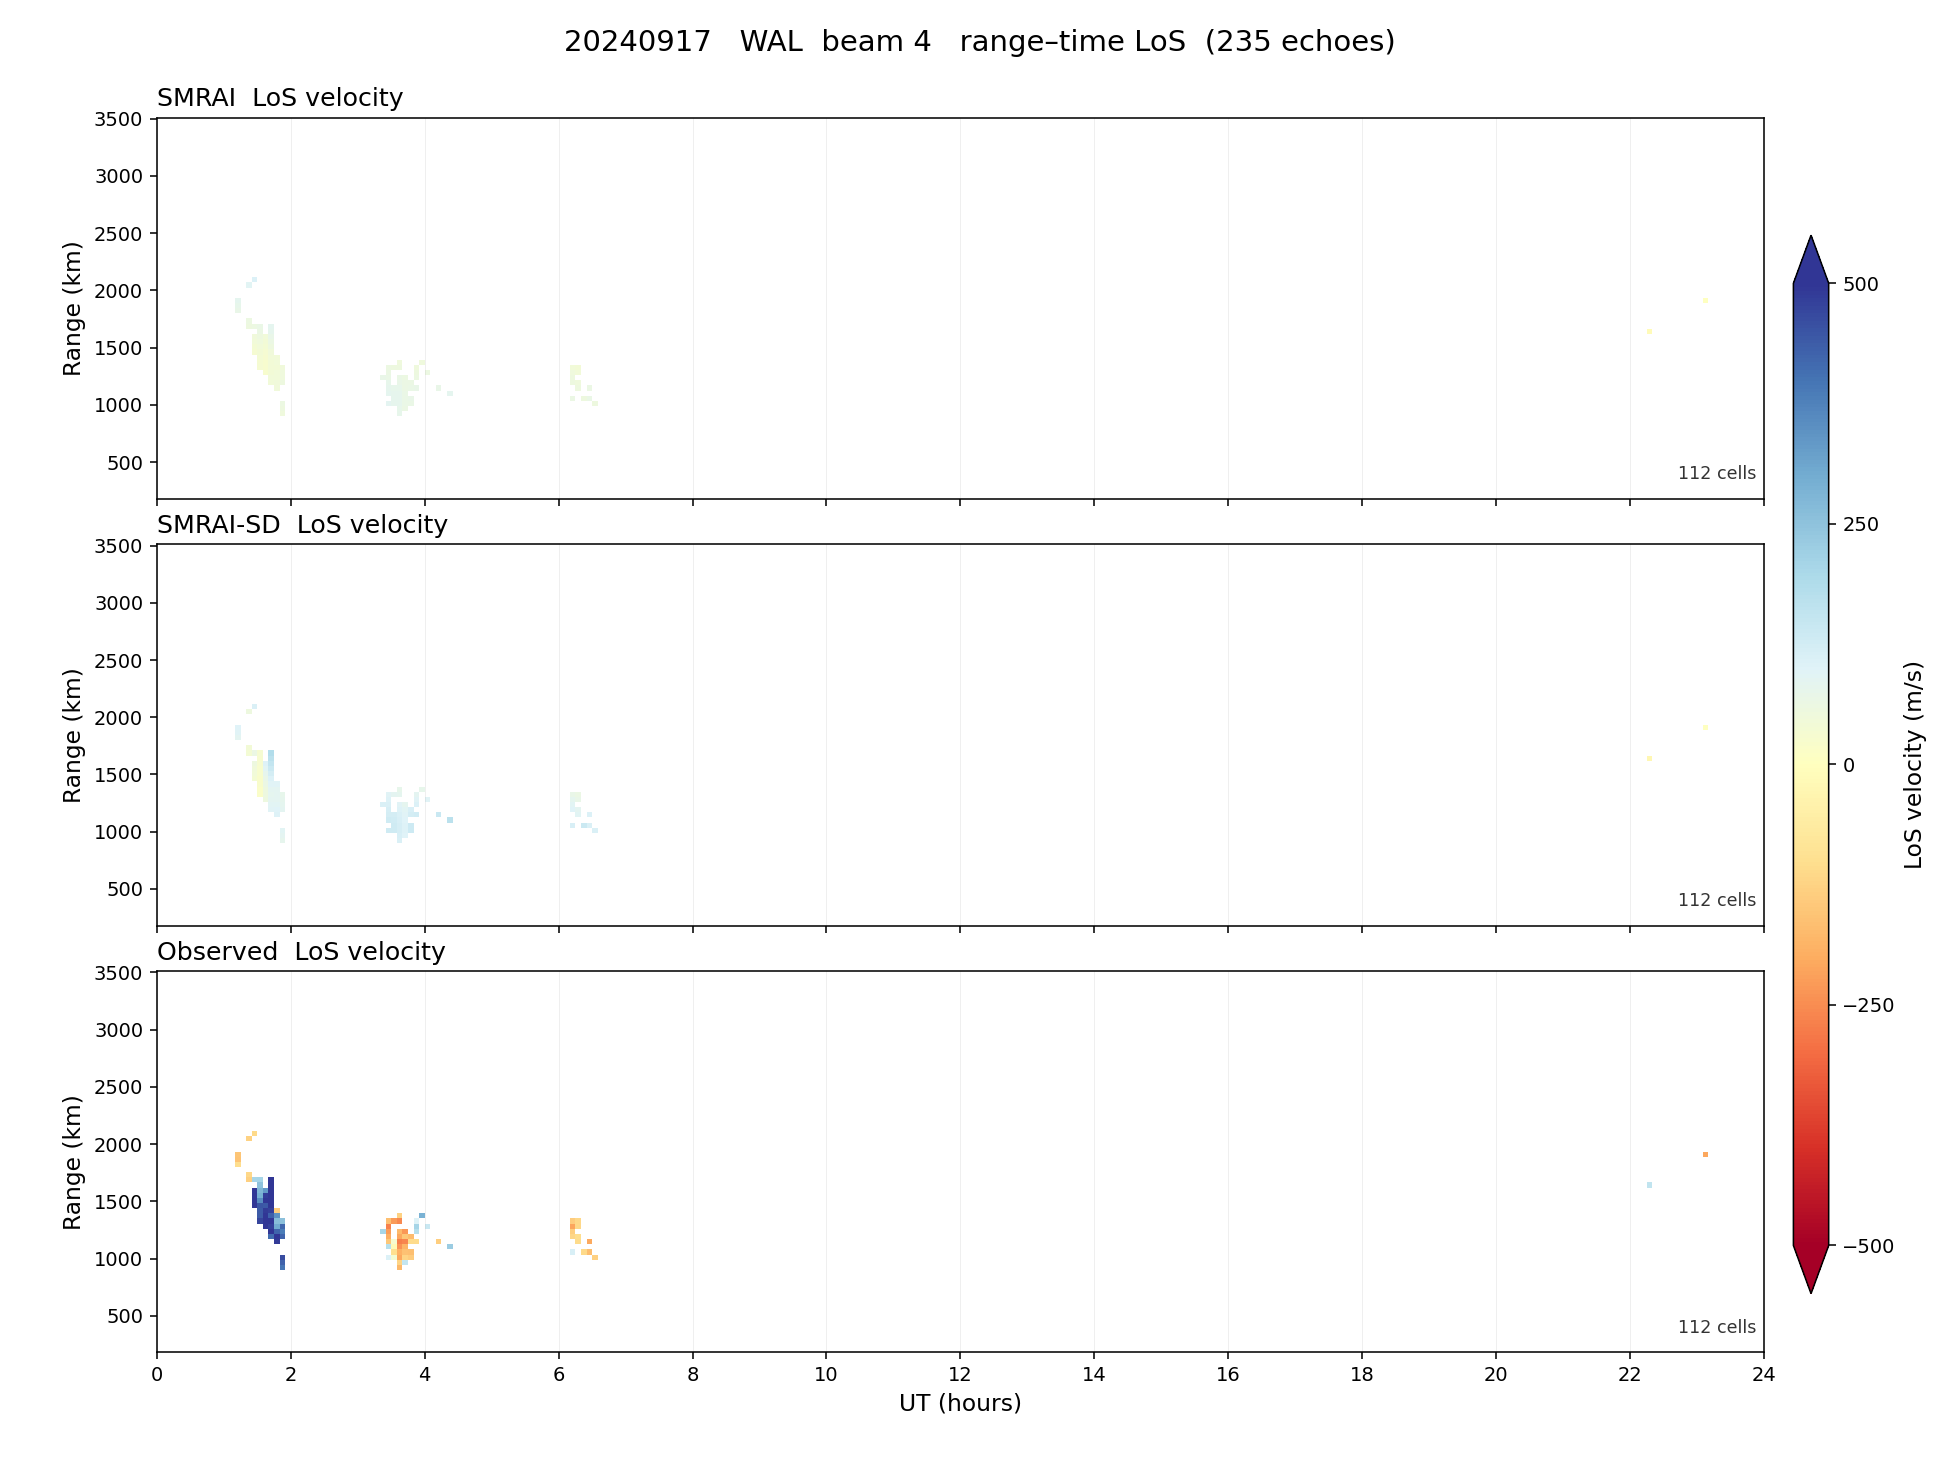 20240917   WAL  beam 4   range–time LoS  (235 echoes)
SMRAI  LoS velocity
3500
3000
2500
2000
1500
1000
500
Range (km)
112 cells
SMRAI-SD  LoS velocity
3500
3000
2500
2000
1500
1000
500
Range (km)
112 cells
Observed  LoS velocity
3500
3000
2500
2000
1500
1000
500
Range (km)
112 cells
0 2 4 6 8 10 12 14 16 18 20 22 24
UT (hours)
500
250
0
−250
−500
LoS velocity (m/s)